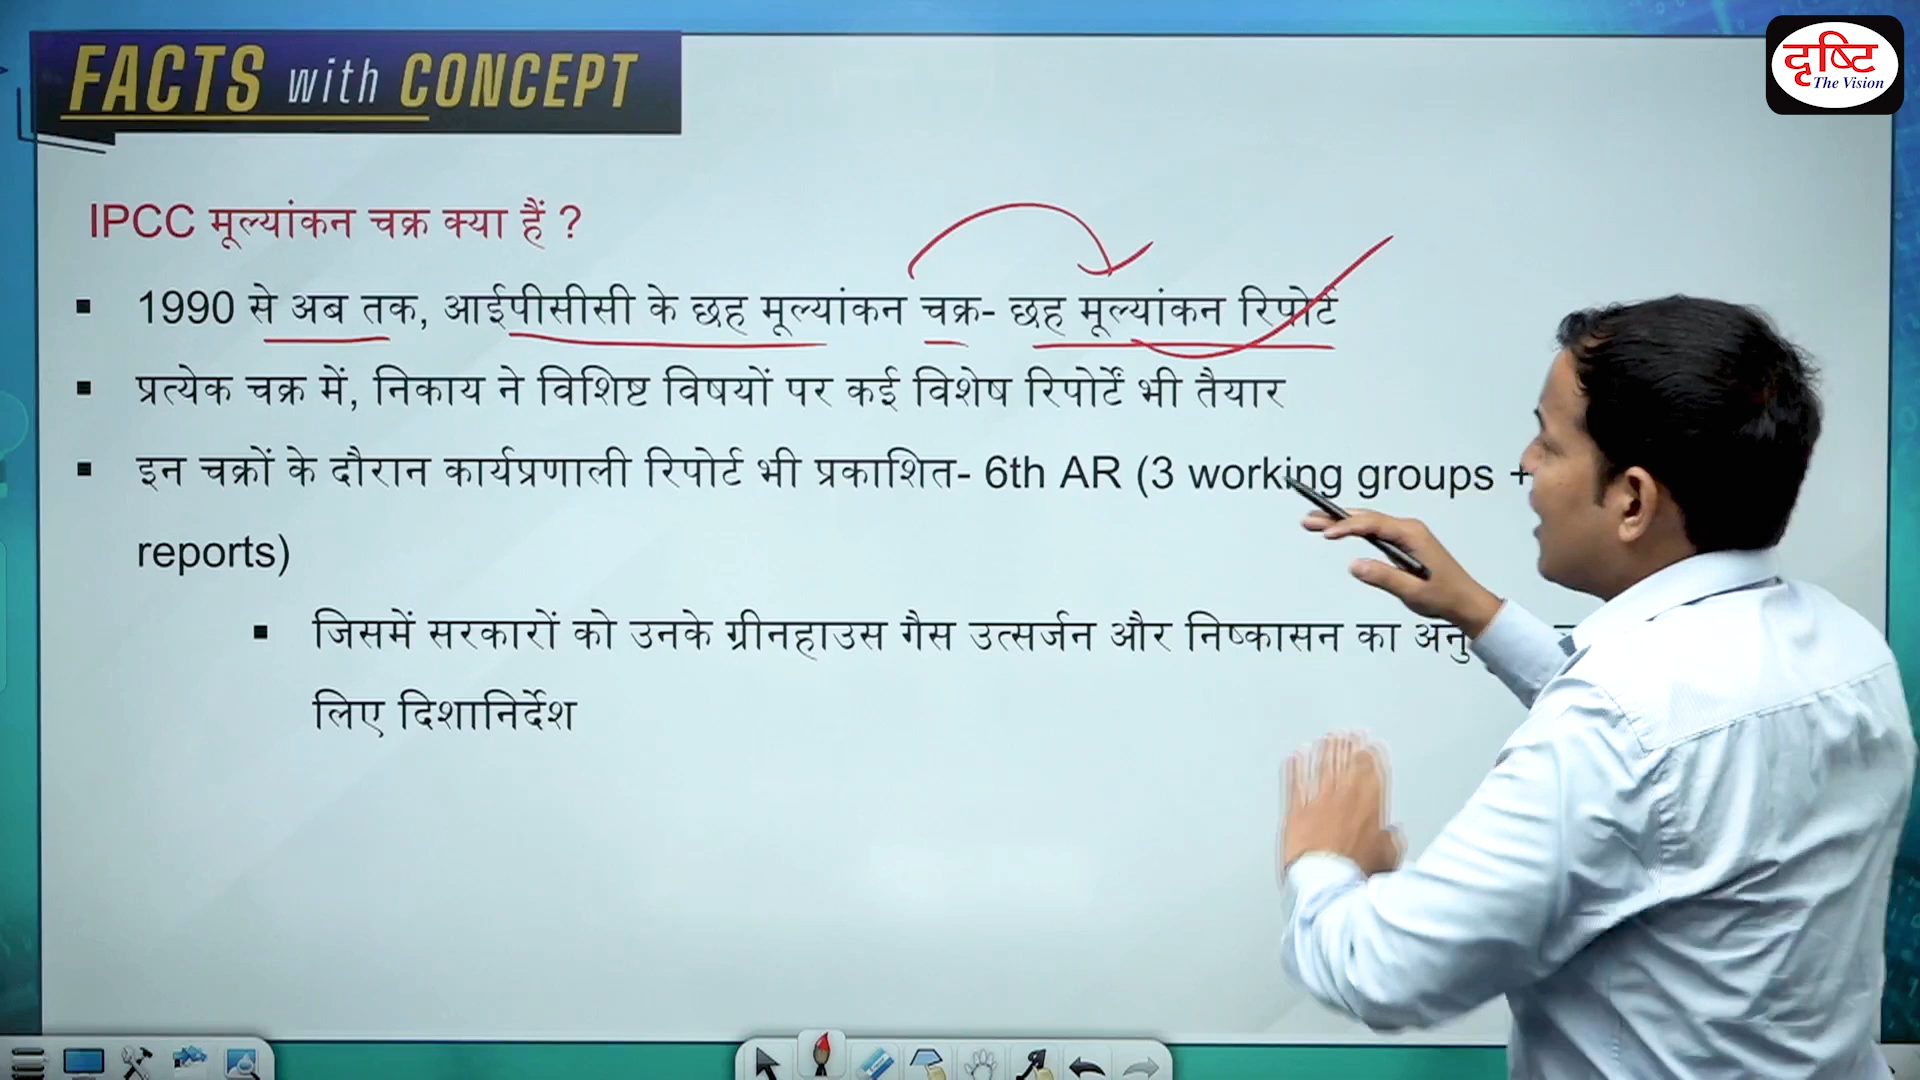 FACTS with CONCEPT
दृष्टि
The Vision
IPCC मूल्यांकन चक्र क्या हैं ?
▪ 1990 से अब तक, आईपीसीसी के छह मूल्यांकन चक्र- छह मूल्यांकन रिपोर्ट
▪ प्रत्येक चक्र में, निकाय ने विशिष्ट विषयों पर कई विशेष रिपोर्टें भी तैयार
▪ इन चक्रों के दौरान कार्यप्रणाली रिपोर्ट भी प्रकाशित- 6th AR (3 working groups +
reports)
▪ जिसमें सरकारों को उनके ग्रीनहाउस गैस उत्सर्जन और निष्कासन का
लिए दिशानिर्देश